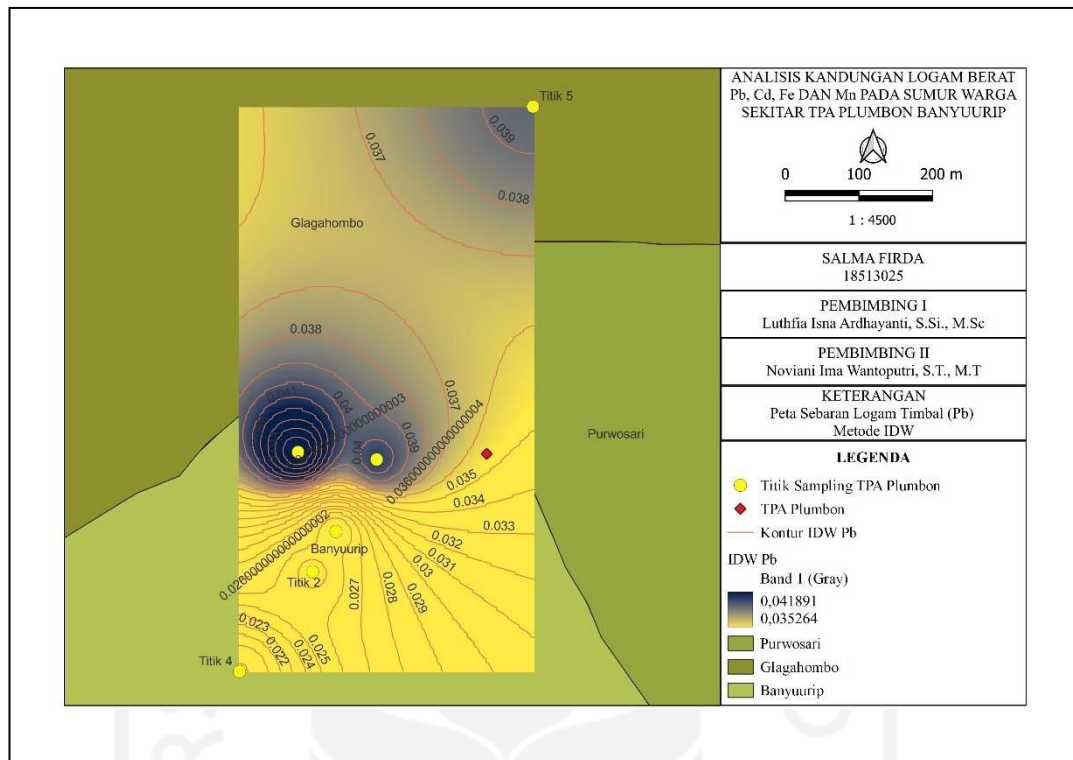 Titik 5
0.039
0.037
0.038
Glagahombo
0.038
0.041
0.04
0.037
0.039
0.04
0.035
0.034
0.033
0.032
0.031
0.03
0.029
0.028
0.027
Banyuurip
Titik 2
0.023
0.022
0.024
0.025
Titik 4
Purwosari
ANALISIS KANDUNGAN LOGAM BERAT
Pb, Cd, Fe DAN Mn PADA SUMUR WARGA
SEKITAR TPA PLUMBON BANYUURIP
0 100 200 m
1 : 4500
SALMA FIRDA
18513025
PEMBIMBING I
Luthfia Isna Ardhayanti, S.Si., M.Sc
PEMBIMBING II
Noviani Ima Wantoputri, S.T., M.T
KETERANGAN
Peta Sebaran Logam Timbal (Pb)
Metode IDW
LEGENDA
Titik Sampling TPA Plumbon
TPA Plumbon
Kontur IDW Pb
IDW Pb
Band 1 (Gray)
0,041891
0,035264
Purwosari
Glagahombo
Banyuurip